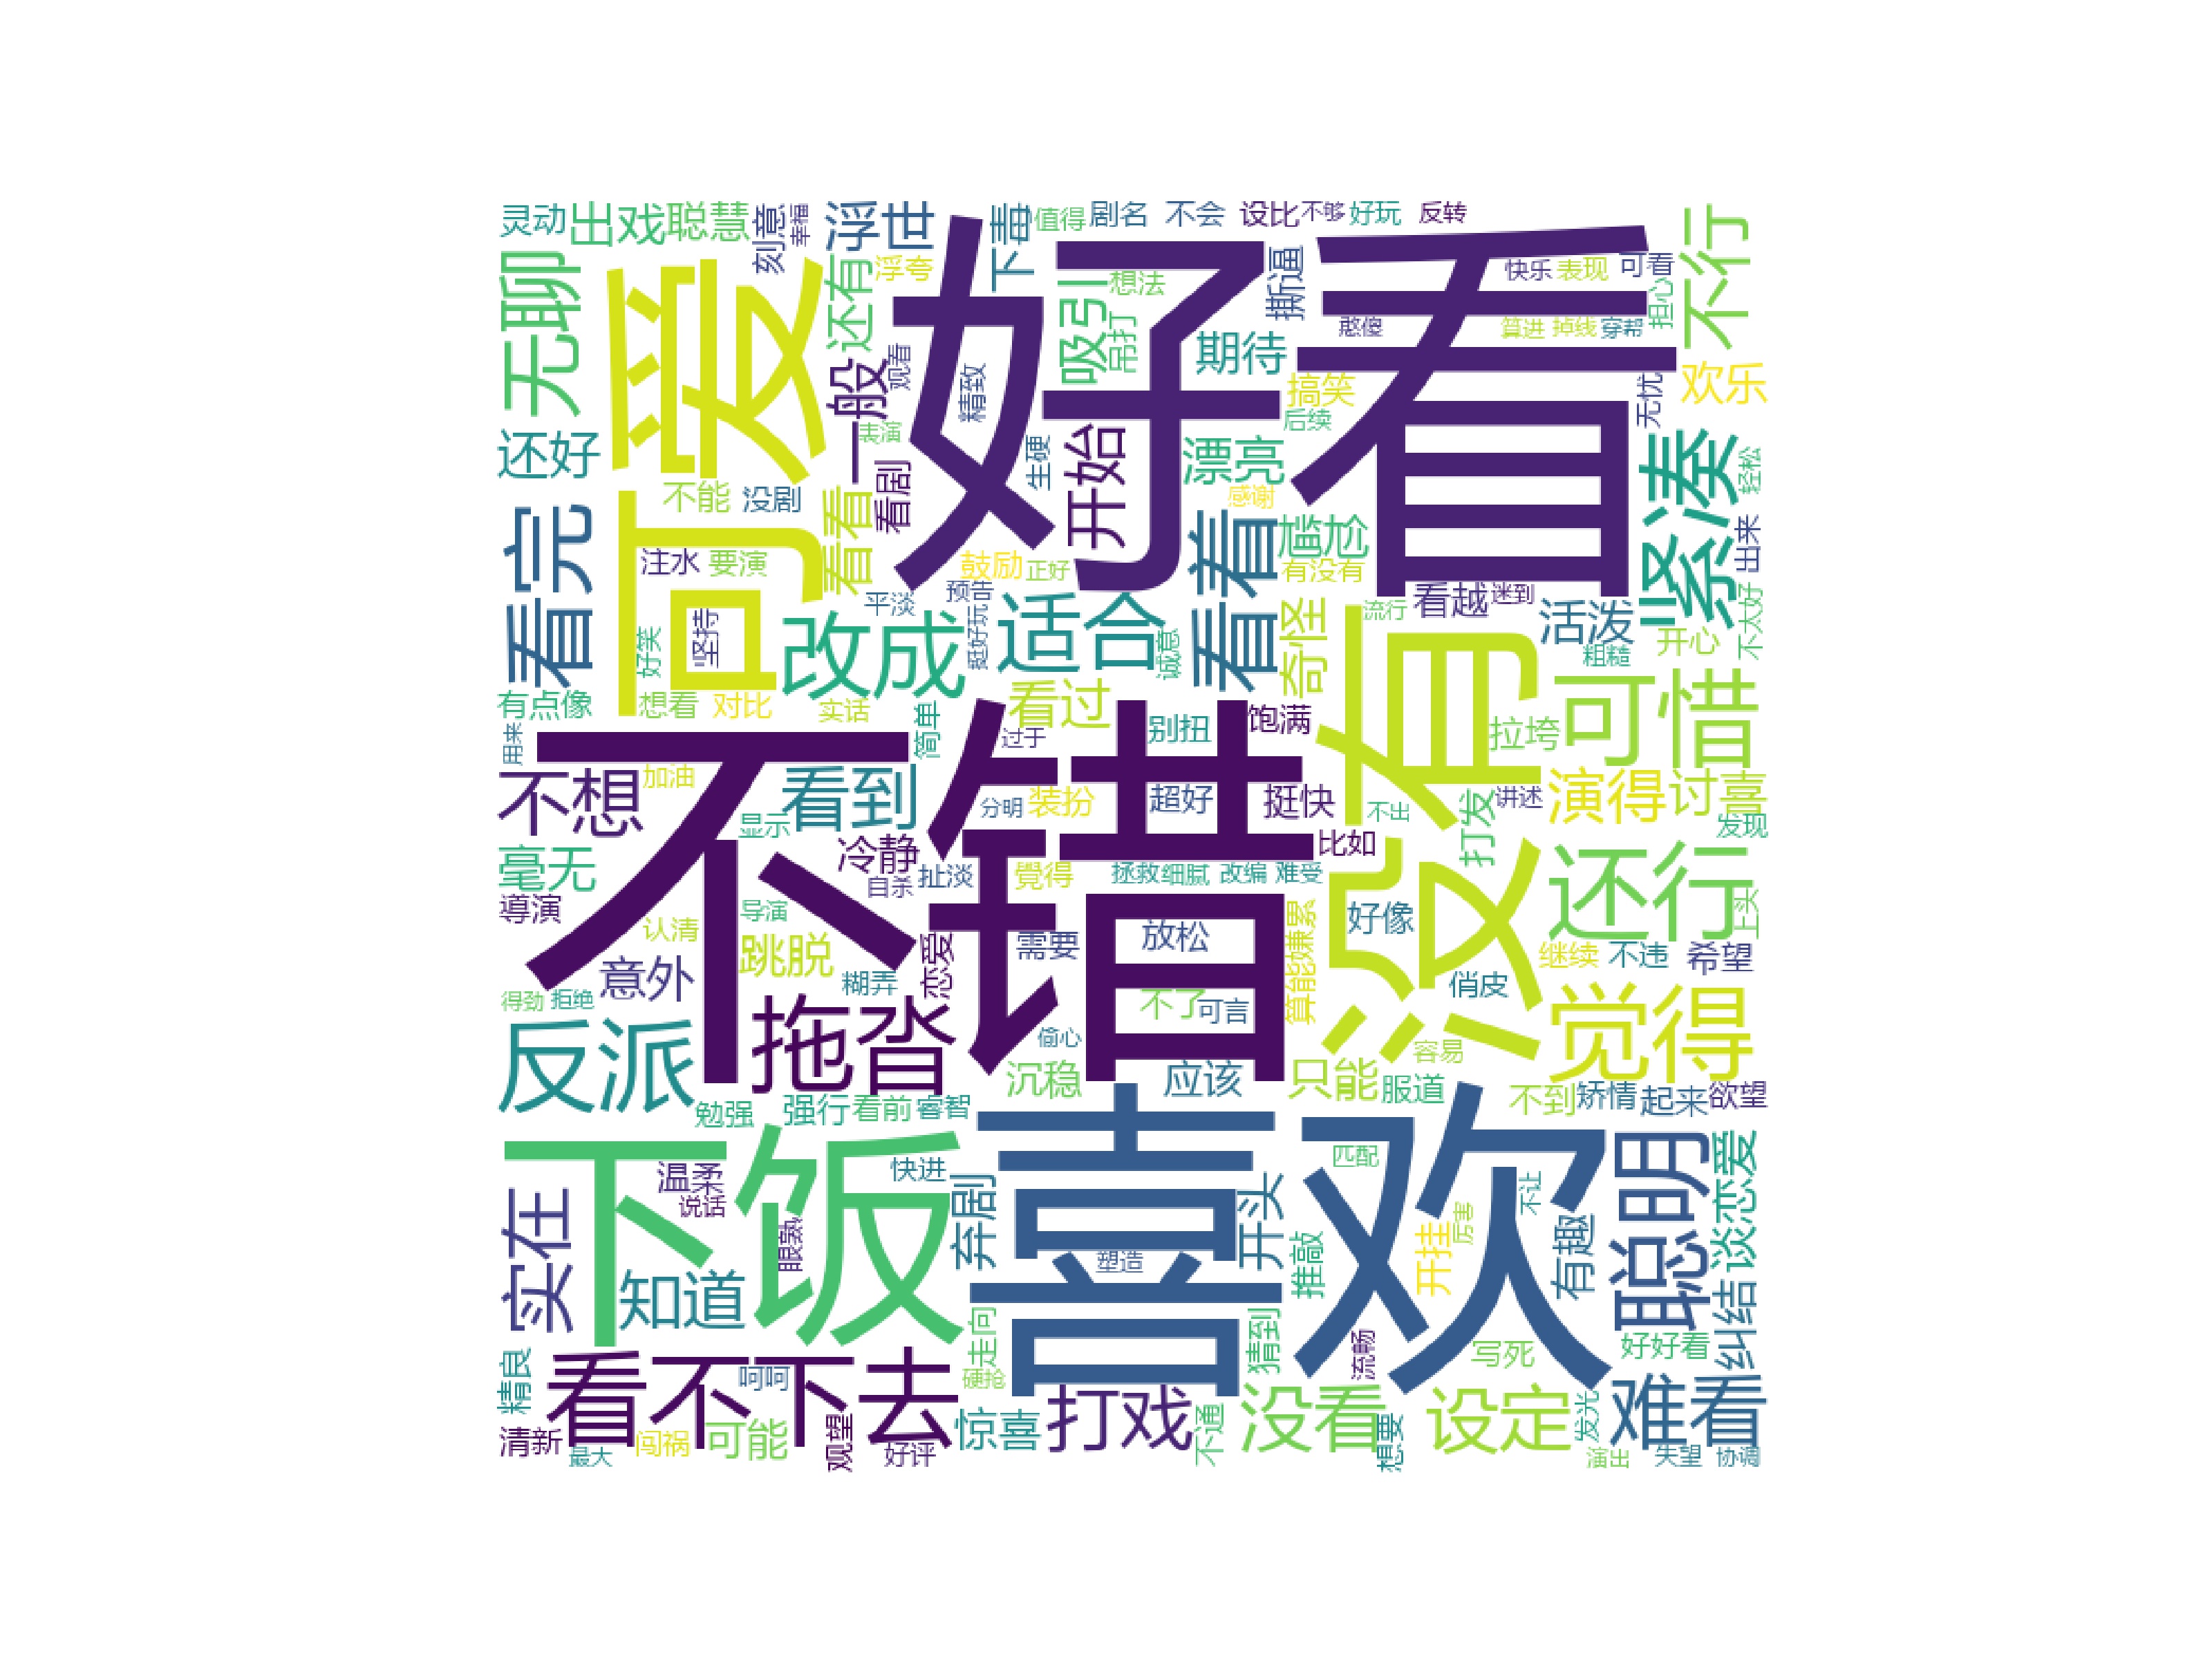 灵动
出戏
聪慧
刻意
幸福
浮世
下毒
值得
剧名
不会
设比
不够
好玩
反转
无聊
可爱
还有
浮夸
好看
吸引
想法
吊打
撕逼
期待
快乐
表现
可看
担心
不行
憨傻
算进
掉线
穿帮
一般
观看
精致
搞笑
后续
无忧
欢乐
还好
表演
看剧
生硬
开始
漂亮
感谢
紧凑
轻松
不能
没剧
看看
看完
注水
要演
鼓励
正好
看着
尴尬
有没有
出来
平淡
预告
适合
看越
迷到
活泼
流行
粗糙
开心
不太好
好笑
坚持
改成
挺好玩
诚意
奇怪
没有
可惜
有点像
想看
对比
实话
简单
看过
别扭
饱满
拉垮
用来
不错
过于
不想
加油
看到
分明
装扮
超好
挺快
不出
讲述
演得
讨喜
显示
打发
发现
毫无
冷静
自杀
扯淡
覺得
拯救
细腻
改编
难受
比如
还行
導演
认清
导演
跳脱
恋爱
需要
放松
算能嫌累
好像
继续
不违
希望
上头
得劲
拒绝
意外
糊弄
拖沓
不了
可言
俏皮
觉得
反派
偷心
沉稳
应该
只能
服道
容易
不到
矫情
起来
欲望
勉强
强行
看前
睿智
喜欢
下饭
温柔
说话
快进
弃剧
开头
匹配
不让
聪明
谈恋爱
实在
知道
眼熟
塑造
推敲
开挂
厉害
有趣
纠结
走向
猜到
流畅
写死
好好看
精良
看不下去
呵呵
硬抢
打戏
没看
设定
发光
难看
清新
最大
闯祸
可能
观望
好评
惊喜
不通
想要
演出
失望
协调